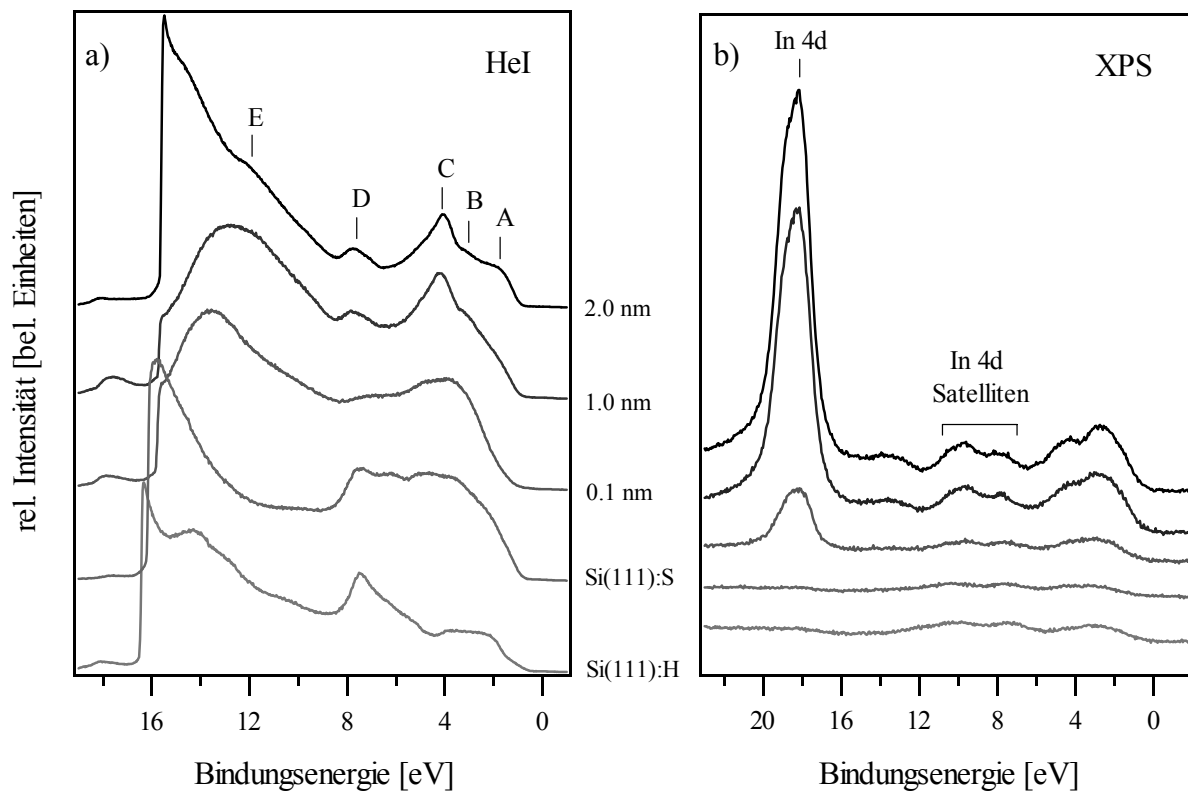 a)
HeI
E
D
C
B
A
2.0 nm
1.0 nm
0.1 nm
Si(111):S
Si(111):H
rel. Intensität [bel. Einheiten]
16
12
8
4
0
Bindungsenergie [eV]
b)
In 4d
XPS
In 4d
Satelliten
20
16
12
8
4
0
Bindungsenergie [eV]